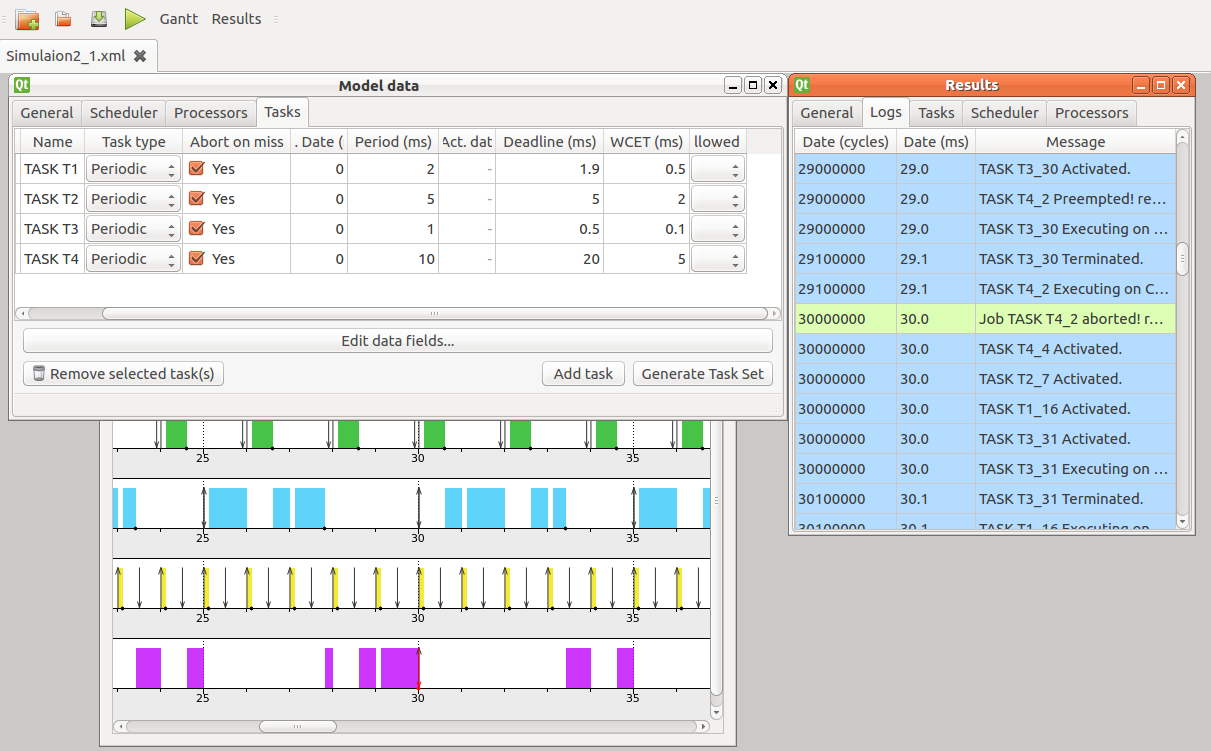 Gantt Results
Simulaion2_1.xml
Qt Model data
General Scheduler Processors Tasks
Name Task type Abort on miss . Date ( Period (ms) Act. dat Deadline (ms) WCET (ms) llowed
TASK T1 Periodic Yes 0 2 - 1.9 0.5
TASK T2 Periodic Yes 0 5 - 5 2
TASK T3 Periodic Yes 0 1 - 0.5 0.1
TASK T4 Periodic Yes 0 10 - 20 5
Edit data fields...
Remove selected task(s) Add task Generate Task Set
25 30 35
25 30 35
25 30 35
25 30 35
Qt Results
General Logs Tasks Scheduler Processors
Date (cycles) Date (ms) Message
29000000 29.0 TASK T3_30 Activated.
29000000 29.0 TASK T4_2 Preempted! re...
29000000 29.0 TASK T3_30 Executing on ...
29100000 29.1 TASK T3_30 Terminated.
29100000 29.1 TASK T4_2 Executing on C...
30000000 30.0 Job TASK T4_2 aborted! r...
30000000 30.0 TASK T4_4 Activated.
30000000 30.0 TASK T2_7 Activated.
30000000 30.0 TASK T1_16 Activated.
30000000 30.0 TASK T3_31 Activated.
30000000 30.0 TASK T3_31 Executing on ...
30100000 30.1 TASK T3_31 Terminated.
30100000 30.1 TASK T1_16 Executing on